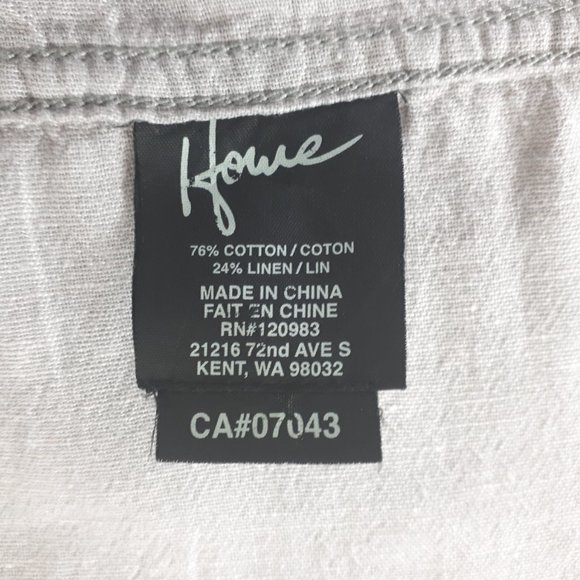 Howe
76% COTTON / COTON
24% LINEN / LIN
MADE IN CHINA
FAIT EN CHINE
RN#120983
21216 72nd AVE S
KENT, WA 98032
CA#07043